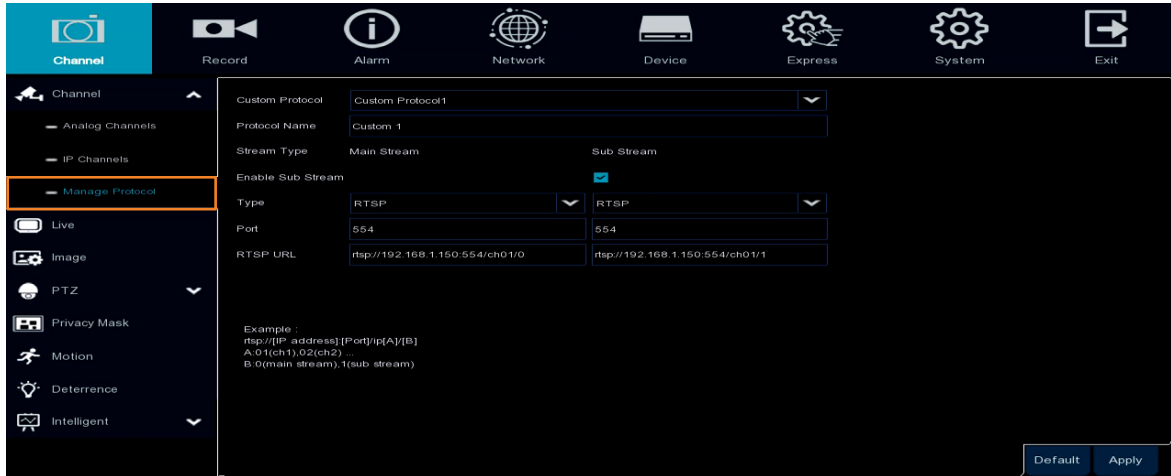 Channel Record Alarm Network Device Express System Exit
Channel
Analog Channels
IP Channels
Manage Protocol
Live
Image
PTZ
Privacy Mask
Motion
Deterrence
Intelligent
Custom Protocol Custom Protocol1
Protocol Name Custom 1
Stream Type Main Stream Sub Stream
Enable Sub Stream
Type RTSP RTSP
Port 554 554
RTSP URL rtsp://192.168.1.150:554/ch01/0 rtsp://192.168.1.150:554/ch01/1
Example :
rtsp://[IP address]:[Port]/ip[A]/[B]
A:01(ch1),02(ch2) ...
B:0(main stream),1(sub stream)
Default Apply